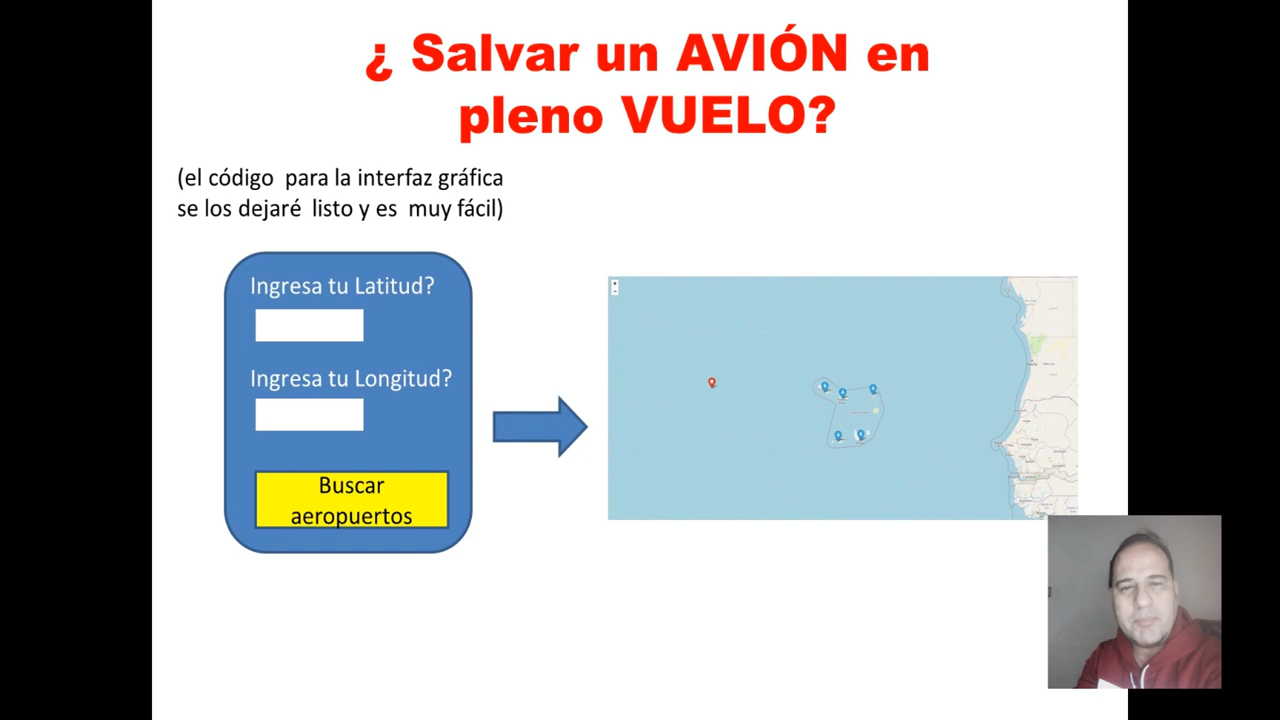 ¿ Salvar un AVIÓN en
pleno VUELO?
(el código para la interfaz gráfica
se los dejaré listo y es muy fácil)
Ingresa tu Latitud?
Ingresa tu Longitud?
Buscar
aeropuertos